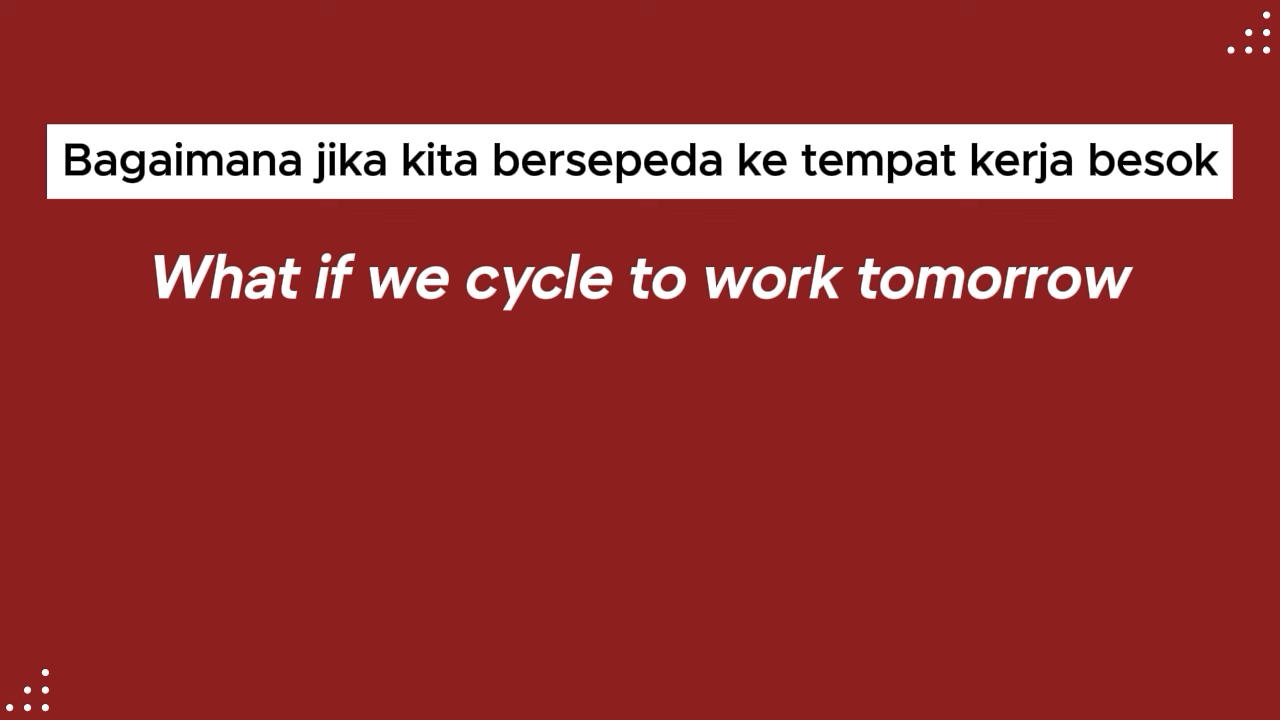 Bagaimana jika kita bersepeda ke tempat kerja besok
What if we cycle to work tomorrow